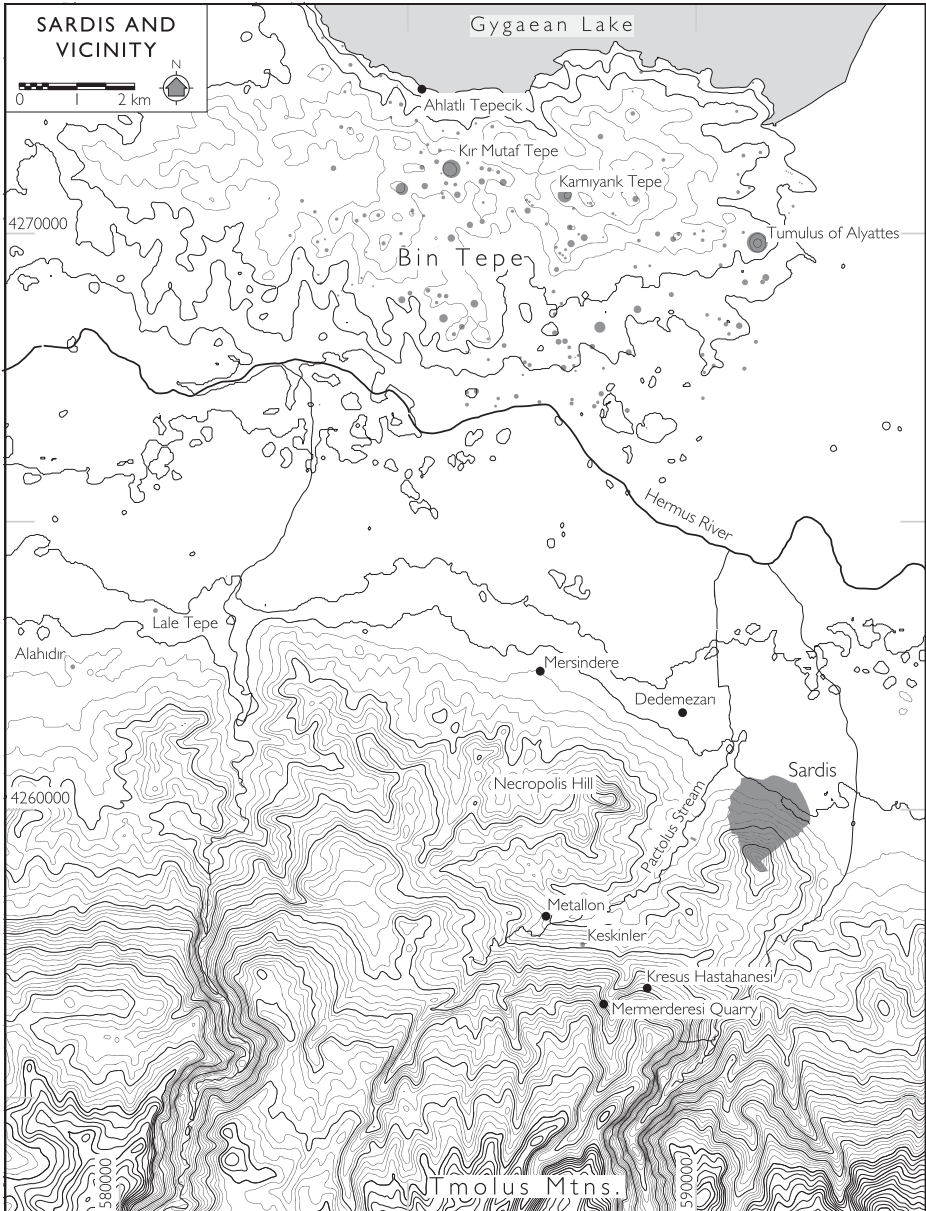 SARDIS AND
VICINITY
N
0 1 2 km
Gygaean Lake
Ahlatlı Tepecik
Kır Mutaf Tepe
Karnıyarık Tepe
4270000
Tumulus of Alyattes
Bin Tepe
Hermus River
Lale Tepe
Alahıdır
Mersindere
Dedemezarı
Sardis
Necropolis Hill
4260000
Pactolus Stream
Metallon
Keskinler
Kresus Hastahanesi
Mermerderesi Quarry
580000
Tmolus Mtns.
590000